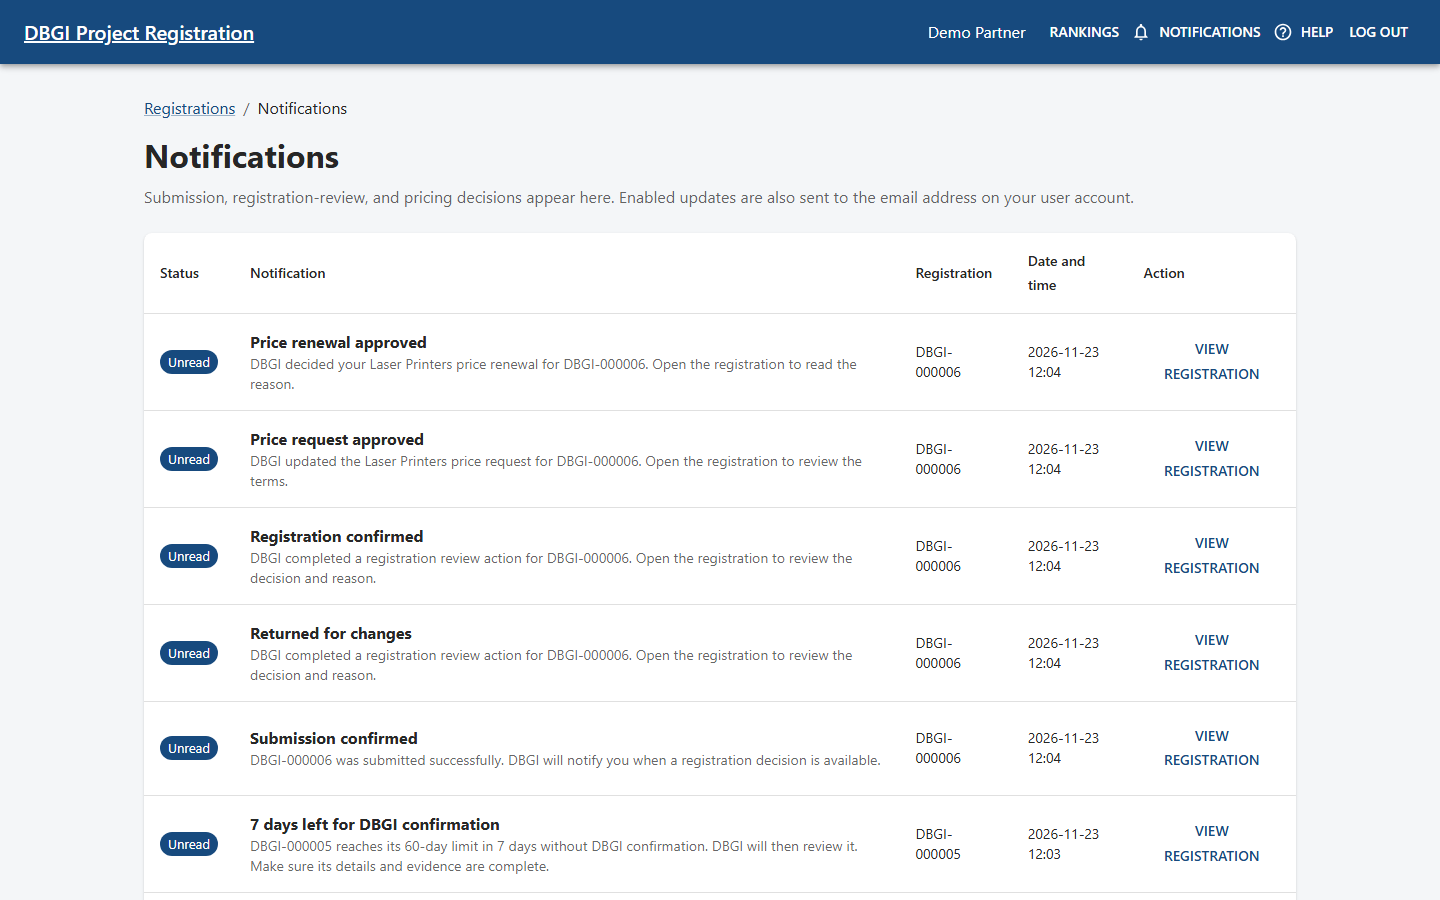 DBGI Project Registration
Demo Partner
RANKINGS
NOTIFICATIONS
HELP
LOG OUT
Registrations / Notifications
Notifications
Submission, registration-review, and pricing decisions appear here. Enabled updates are also sent to the email address on your user account.
Status
Notification
Registration
Date and
time
Action
Unread
Price renewal approved
DBGI decided your Laser Printers price renewal for DBGI-000006. Open the registration to read the
reason.
DBGI-
000006
2026-11-23
12:04
VIEW
REGISTRATION
Unread
Price request approved
DBGI updated the Laser Printers price request for DBGI-000006. Open the registration to review the
terms.
DBGI-
000006
2026-11-23
12:04
VIEW
REGISTRATION
Unread
Registration confirmed
DBGI completed a registration review action for DBGI-000006. Open the registration to review the
decision and reason.
DBGI-
000006
2026-11-23
12:04
VIEW
REGISTRATION
Unread
Returned for changes
DBGI completed a registration review action for DBGI-000006. Open the registration to review the
decision and reason.
DBGI-
000006
2026-11-23
12:04
VIEW
REGISTRATION
Unread
Submission confirmed
DBGI-000006 was submitted successfully. DBGI will notify you when a registration decision is available.
DBGI-
000006
2026-11-23
12:04
VIEW
REGISTRATION
Unread
7 days left for DBGI confirmation
DBGI-000005 reaches its 60-day limit in 7 days without DBGI confirmation. DBGI will then review it.
Make sure its details and evidence are complete.
DBGI-
000005
2026-11-23
12:03
VIEW
REGISTRATION